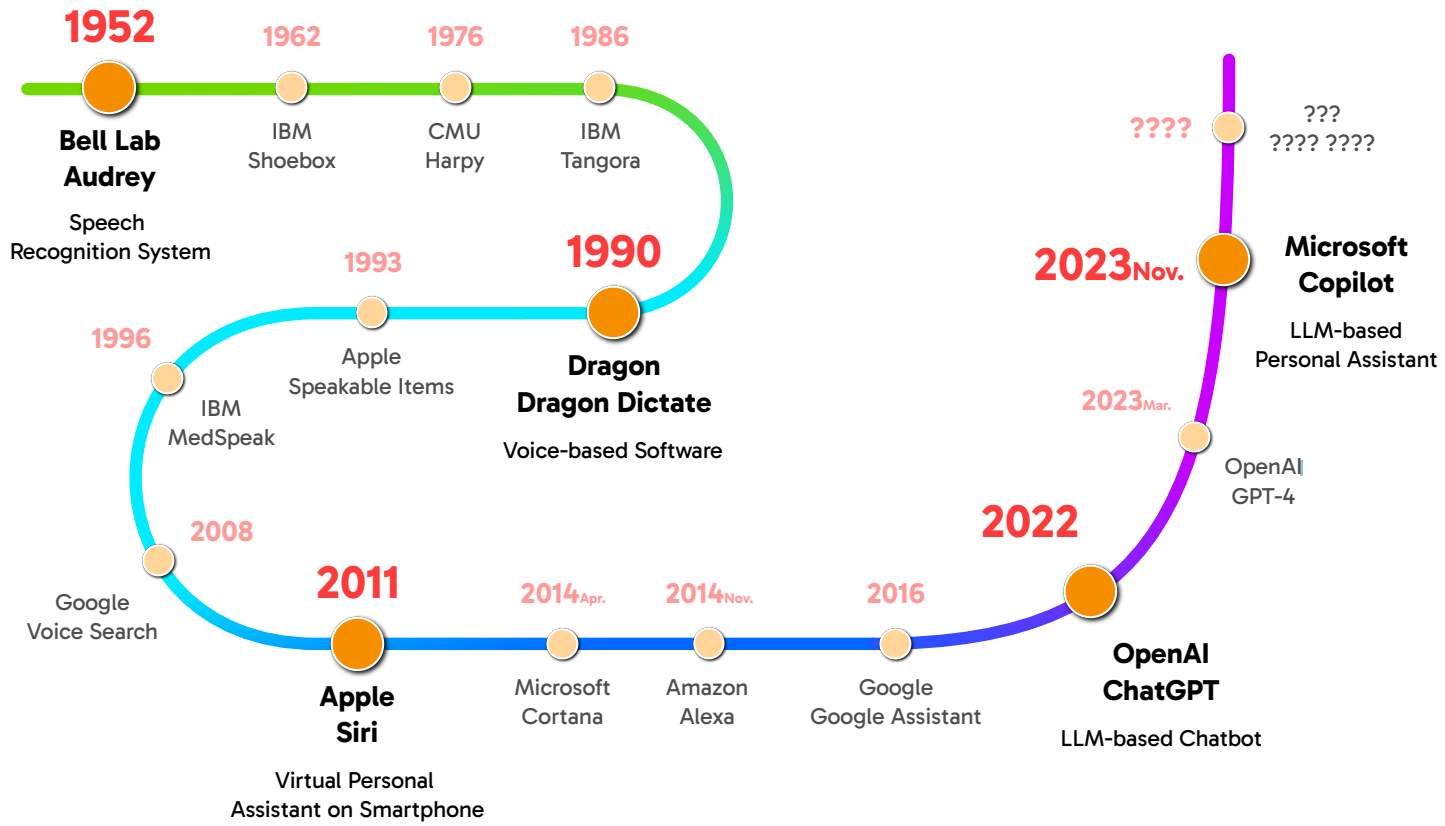 1952
Bell Lab
Audrey
Speech
Recognition System
1962
IBM
Shoebox
1976
CMU
Harpy
1986
IBM
Tangora
1990
Dragon
Dragon Dictate
Voice-based Software
1993
Apple
Speakable Items
1996
IBM
MedSpeak
2008
Google
Voice Search
2011
Apple
Siri
Virtual Personal
Assistant on Smartphone
2014Apr.
Microsoft
Cortana
2014Nov.
Amazon
Alexa
2016
Google
Google Assistant
2022
OpenAI
ChatGPT
LLM-based Chatbot
2023Mar.
OpenAI
GPT-4
2023Nov.
Microsoft
Copilot
LLM-based
Personal Assistant
????
???
???? ????